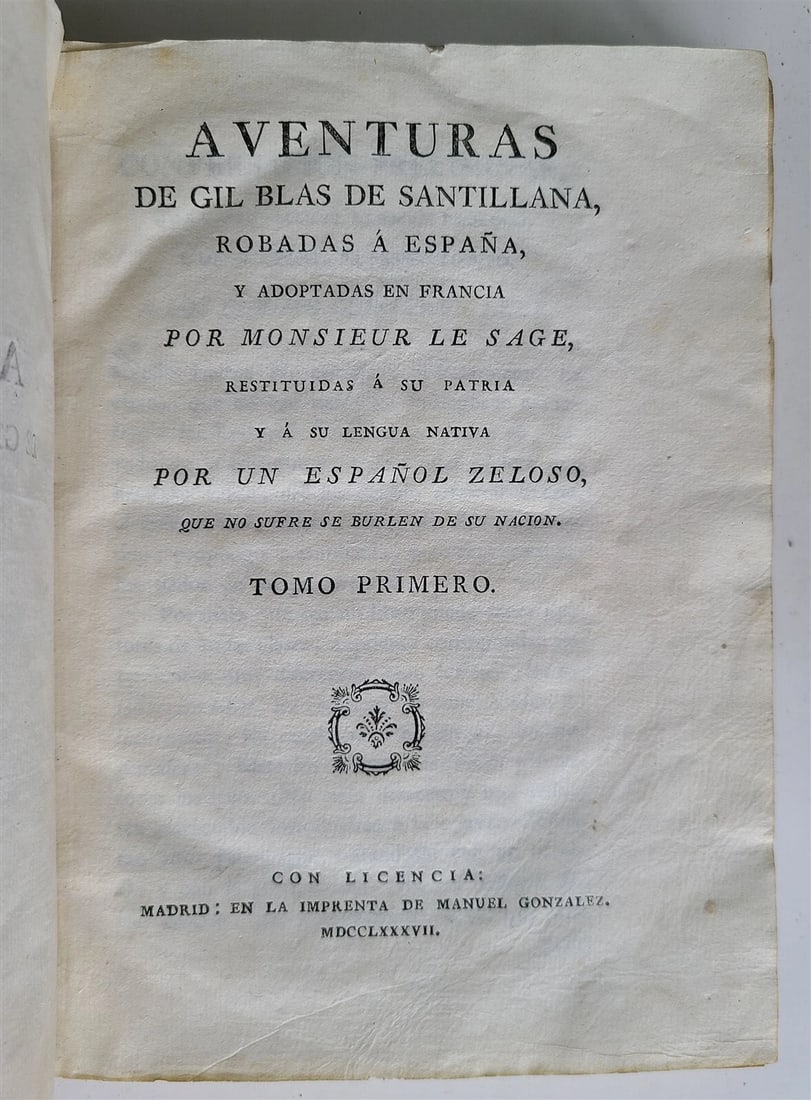 AVENTURAS
DE GIL BLAS DE SANTILLANA,
ROBADAS Á ESPAÑA,
Y ADOPTADAS EN FRANCIA
POR MONSIEUR LE SAGE,
RESTITUIDAS Á SU PATRIA
Y Á SU LENGUA NATIVA
POR UN ESPAÑOL ZELOSO,
QUE NO SUFRE SE BURLEN DE SU NACION.
TOMO PRIMERO.
CON LICENCIA:
MADRID: EN LA IMPRENTA DE MANUEL GONZALEZ.
MDCCLXXXVII.